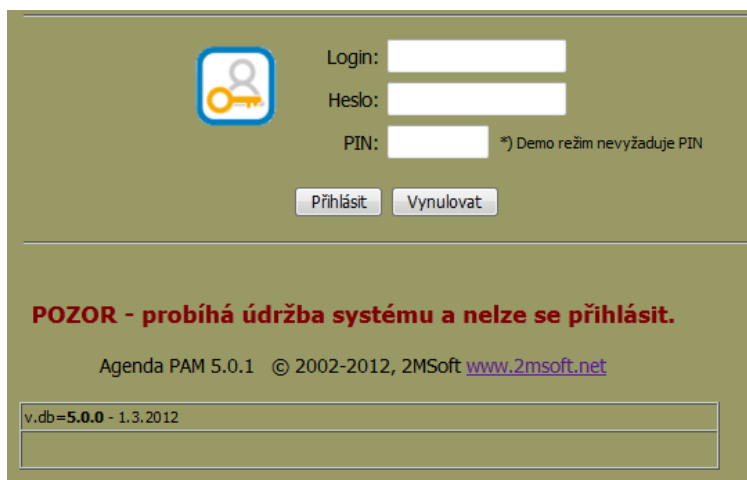 Login:
Heslo:
PIN: *) Demo režim nevyžaduje PIN
Přihlásit Vynulovat
POZOR - probíhá údržba systému a nelze se přihlásit.
Agenda PAM 5.0.1 © 2002-2012, 2MSoft www.2msoft.net
v.db=5.0.0 - 1.3.2012